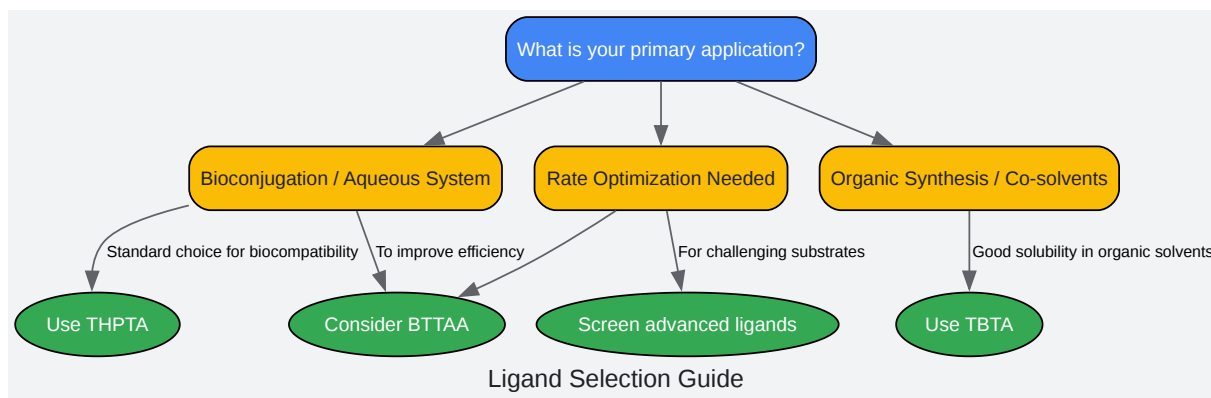 What is your primary application?
Bioconjugation / Aqueous System
Rate Optimization Needed
Organic Synthesis / Co-solvents
Standard choice for biocompatibility
To improve efficiency
For challenging substrates
Good solubility in organic solvents
Use THPTA
Consider BTTAA
Screen advanced ligands
Use TBTA
Ligand Selection Guide